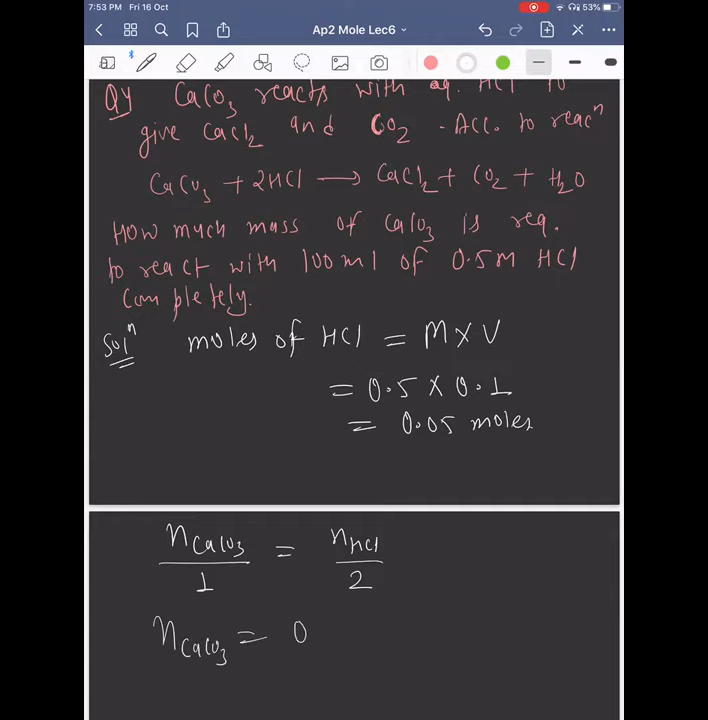 7:53 PM Fri 16 Oct 53%
Ap2 Mole Lec6
Q4 CaCO3 reacts with aq. HCl to
give CaCl2 and CO2 . Acc. to reacn
CaCO3 + 2HCl → CaCl2 + CO2 + H2O
How much mass of CaCO3 is req.
to react with 100 ml of 0.5M HCl
completely.
Soln moles of HCl = M × V
= 0.5 × 0.1
= 0.05 moles
nCaCO3 / 1 = nHCl / 2
nCaCO3 = 0